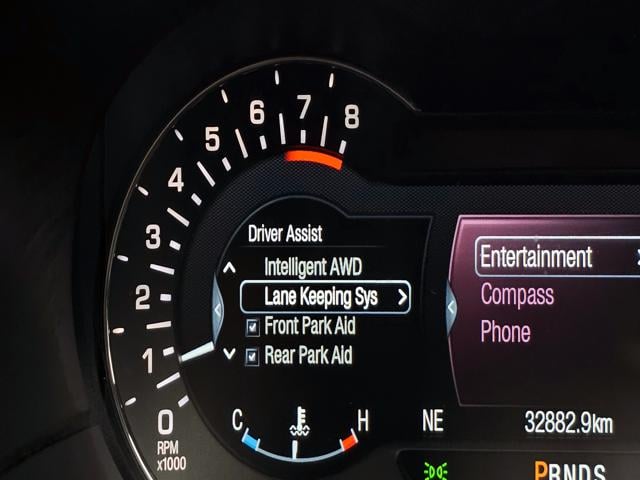 8
7
6
5
4
3
2
1
0
RPM
x1000
Driver Assist
Intelligent AWD
Lane Keeping Sys
Front Park Aid
Rear Park Aid
C H
Entertainment
Compass
Phone
NE 32882.9km
PRNDS